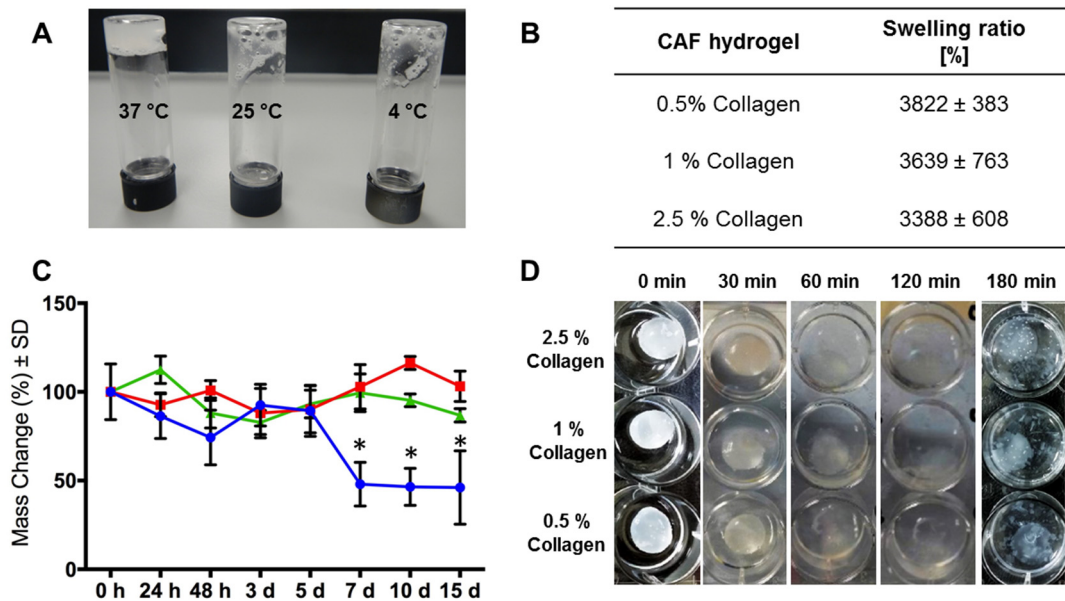 A
37 °C
25 °C
4 °C
B
CAF hydrogel
Swelling ratio
[%]
0.5% Collagen
3822 ± 383
1 % Collagen
3639 ± 763
2.5 % Collagen
3388 ± 608
C
Mass Change (%) ± SD
150
100
50
0
* * *
0 h 24 h 48 h 3 d 5 d 7 d 10 d 15 d
D
0 min 30 min 60 min 120 min 180 min
2.5 %
Collagen
1 %
Collagen
0.5 %
Collagen